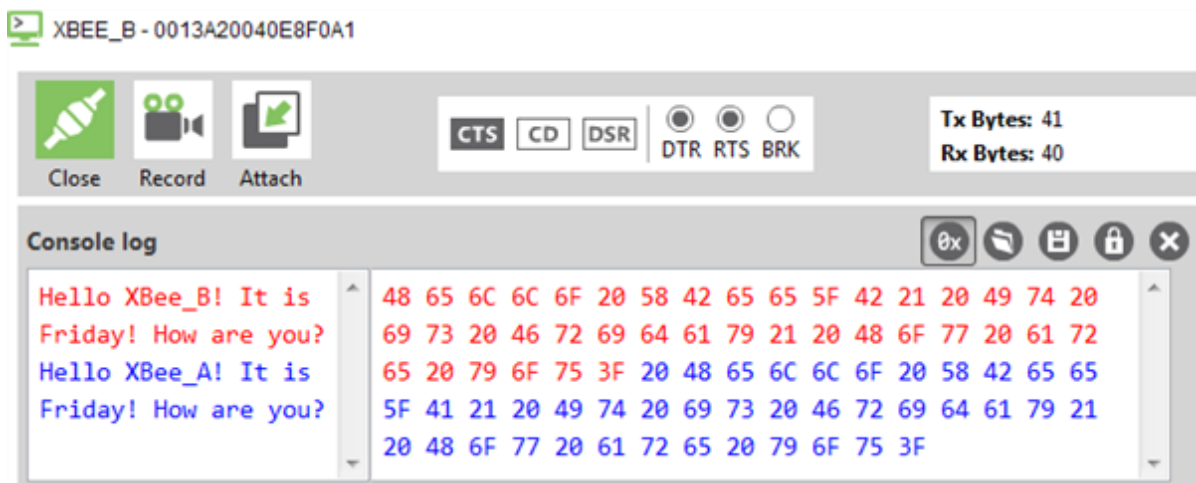 XBEE_B - 0013A20040E8F0A1
Close
Record
Attach
CTS
CD
DSR
DTR
RTS
BRK
Tx Bytes: 41
Rx Bytes: 40
Console log
0x
Hello XBee_B! It is
Friday! How are you?
Hello XBee_A! It is
Friday! How are you?
48 65 6C 6C 6F 20 58 42 65 65 5F 42 21 20 49 74 20
69 73 20 46 72 69 64 61 79 21 20 48 6F 77 20 61 72
65 20 79 6F 75 3F 20 48 65 6C 6C 6F 20 58 42 65 65
5F 41 21 20 49 74 20 69 73 20 46 72 69 64 61 79 21
20 48 6F 77 20 61 72 65 20 79 6F 75 3F